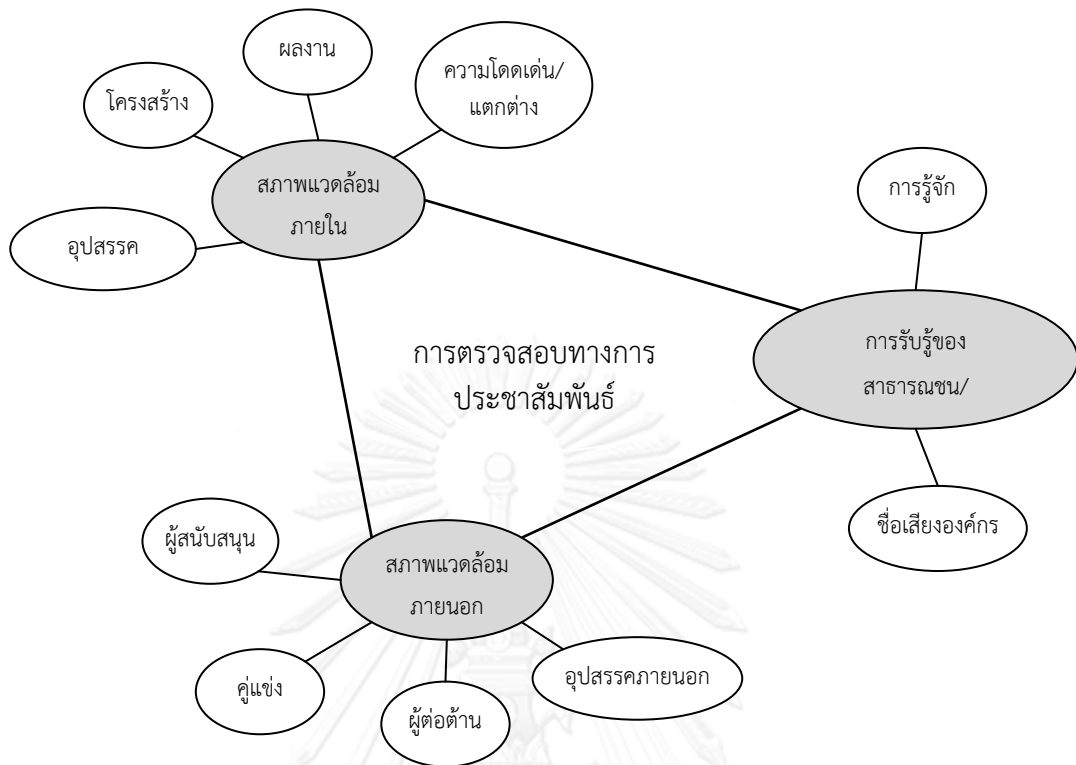 ผลงาน
ความโดดเด่น/
แตกต่าง
โครงสร้าง
สภาพแวดล้อม
ภายใน
อุปสรรค
การรู้จัก
การรับรู้ของ
สาธารณชน/
การตรวจสอบทางการ
ประชาสัมพันธ์
ชื่อเสียงองค์กร
ผู้สนับสนุน
สภาพแวดล้อม
ภายนอก
คู่แข่ง
ผู้ต่อต้าน
อุปสรรคภายนอก